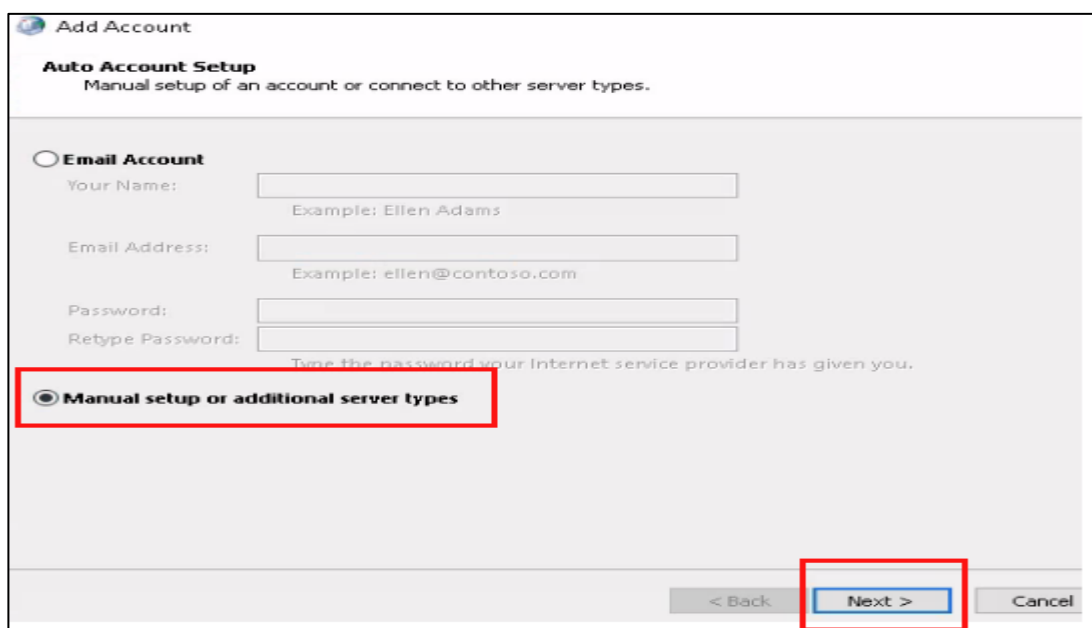 Add Account
Auto Account Setup
Manual setup of an account or connect to other server types.
Email Account
Your Name:
Example: Ellen Adams
Email Address:
Example: ellen@contoso.com
Password:
Retype Password:
Type the password your Internet service provider has given you.
Manual setup or additional server types
< Back Next > Cancel